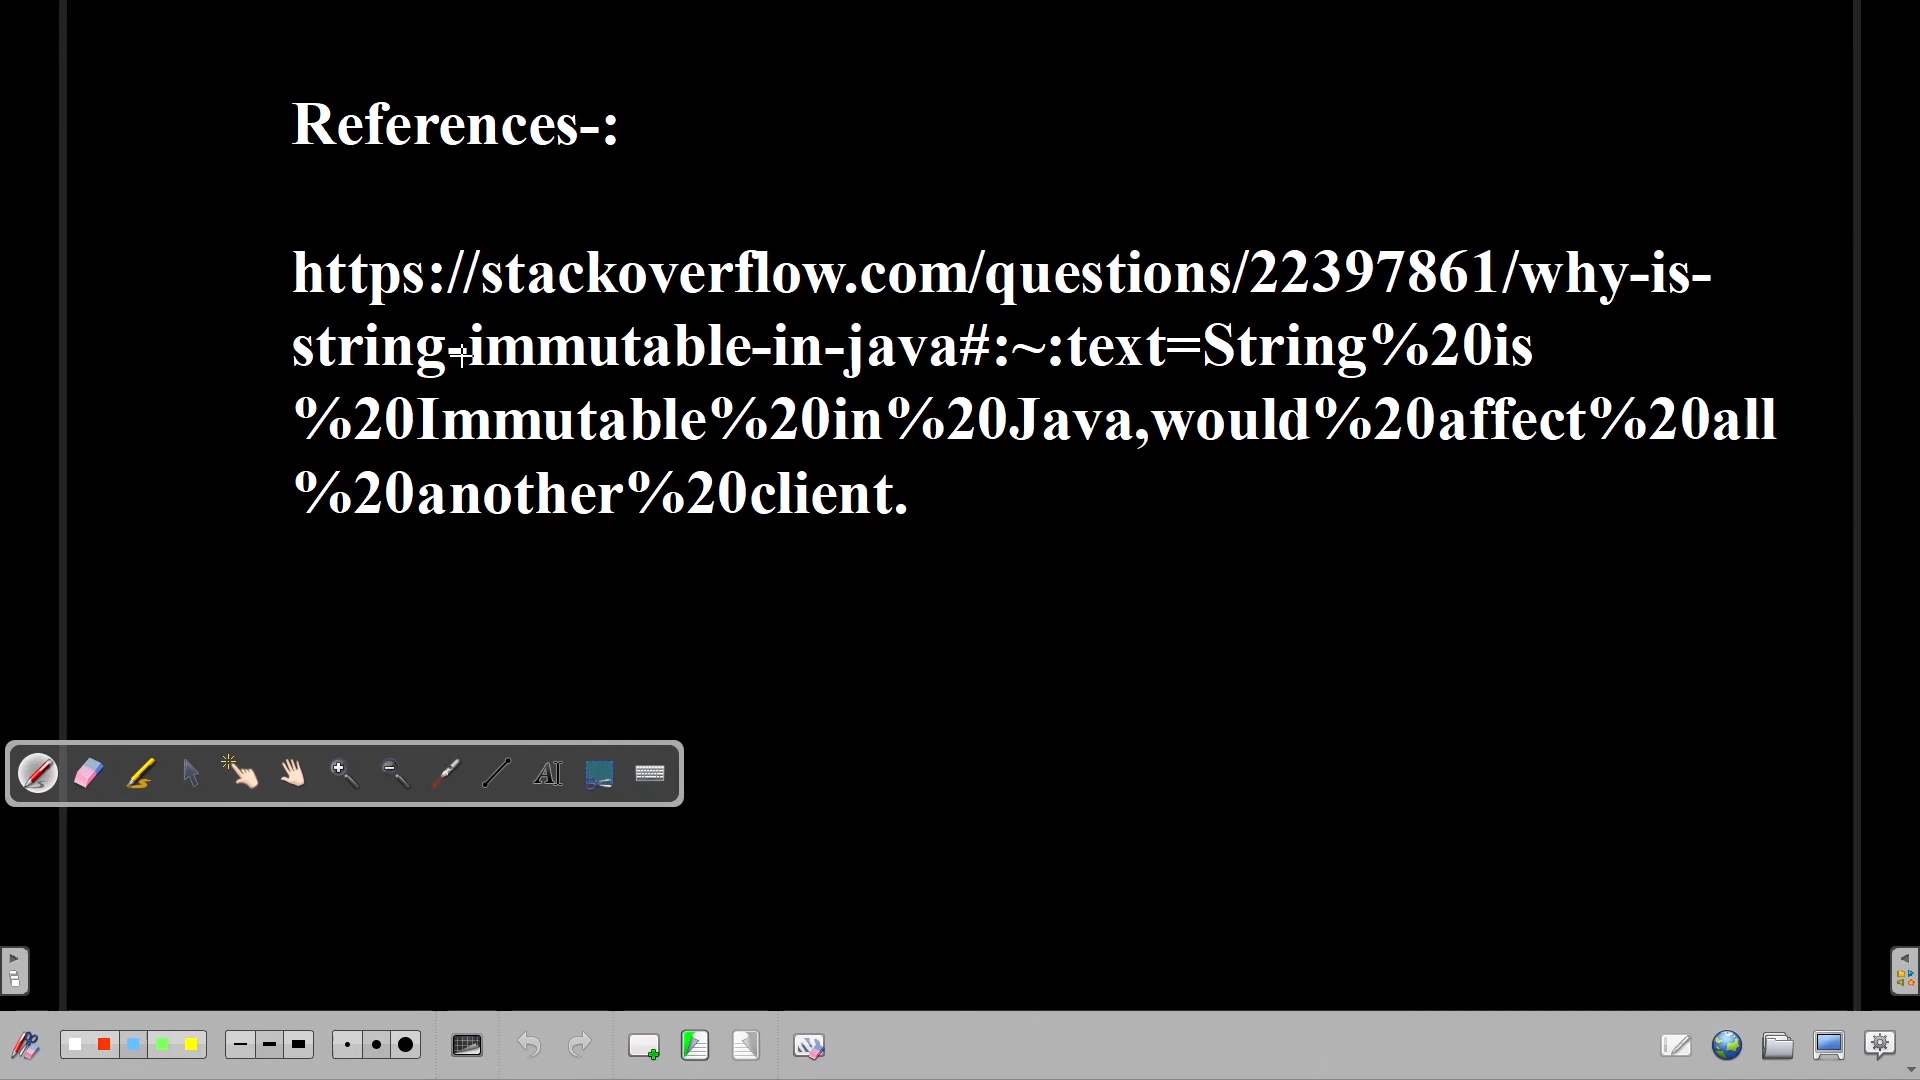 References-:
https://stackoverflow.com/questions/22397861/why-is-
string-immutable-in-java#:~:text=String%20is
%20Immutable%20in%20Java,would%20affect%20all
%20another%20client.
AI